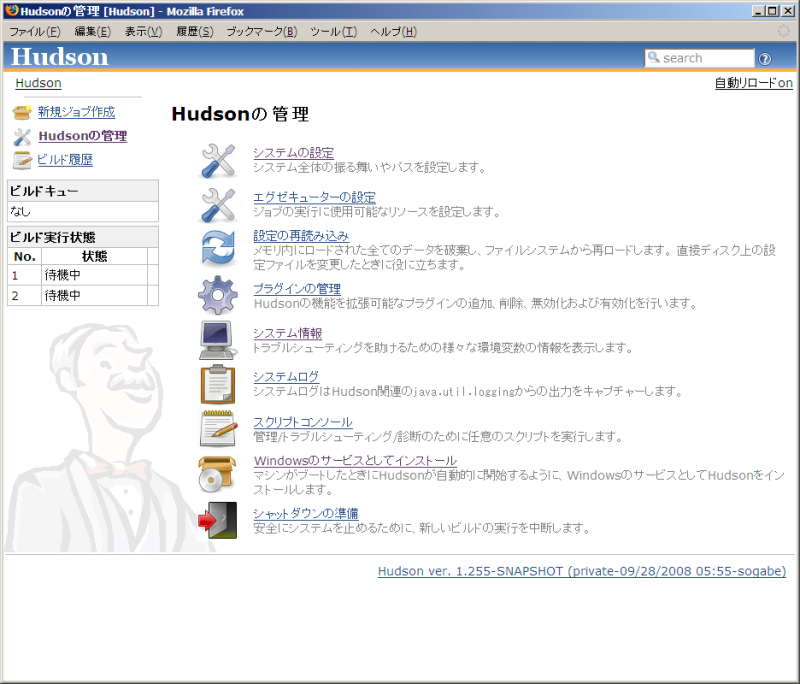 Hudsonの管理 [Hudson] - Mozilla Firefox
ファイル(F) 編集(E) 表示(V) 履歴(S) ブックマーク(B) ツール(T) ヘルプ(H)
Hudson
search
Hudson
自動リロードon
新規ジョブ作成
Hudsonの管理
ビルド履歴
ビルドキュー
なし
ビルド実行状態
No. 状態
1 待機中
2 待機中
Hudsonの管理
システムの設定
システム全体の振る舞いやパスを設定します。
エグゼキューターの設定
ジョブの実行に使用可能なリソースを設定します。
設定の再読み込み
メモリ内にロードされた全てのデータを破棄し、ファイルシステムから再ロードします。直接ディスク上の設
定ファイルを変更したときに役に立ちます。
プラグインの管理
Hudsonの機能を拡張可能なプラグインの追加、削除、無効化および有効化を行います。
システム情報
トラブルシューティングを助けるための様々な環境変数の情報を表示します。
システムログ
システムログはHudson関連のjava.util.loggingからの出力をキャプチャーします。
スクリプトコンソール
管理/トラブルシューティング/診断のために任意のスクリプトを実行します。
Windowsのサービスとしてインストール
マシンがブートしたときにHudsonが自動的に開始するように、WindowsのサービスとしてHudsonをイン
ストールします。
シャットダウンの準備
安全にシステムを止めるために、新しいビルドの実行を中断します。
Hudson ver. 1.255-SNAPSHOT (private-09/28/2008 05:55-sogabe)